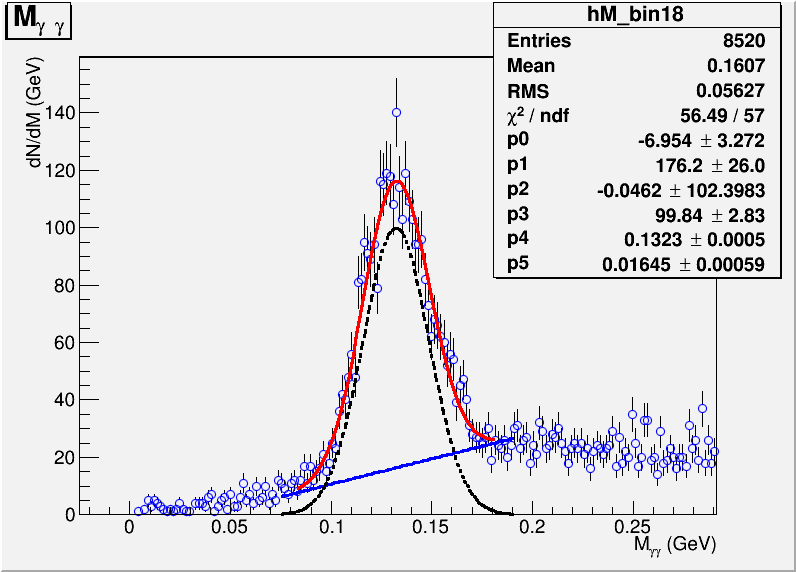 M γ γ
hM_bin18
Entries 8520
Mean 0.1607
RMS 0.05627
χ² / ndf 56.49 / 57
p0 -6.954 ± 3.272
p1 176.2 ± 26.0
p2 -0.0462 ± 102.3983
p3 99.84 ± 2.83
p4 0.1323 ± 0.0005
p5 0.01645 ± 0.00059
dN/dM (GeV)
140
120
100
80
60
40
20
0
0 0.05 0.1 0.15 0.2 0.25
M γγ (GeV)